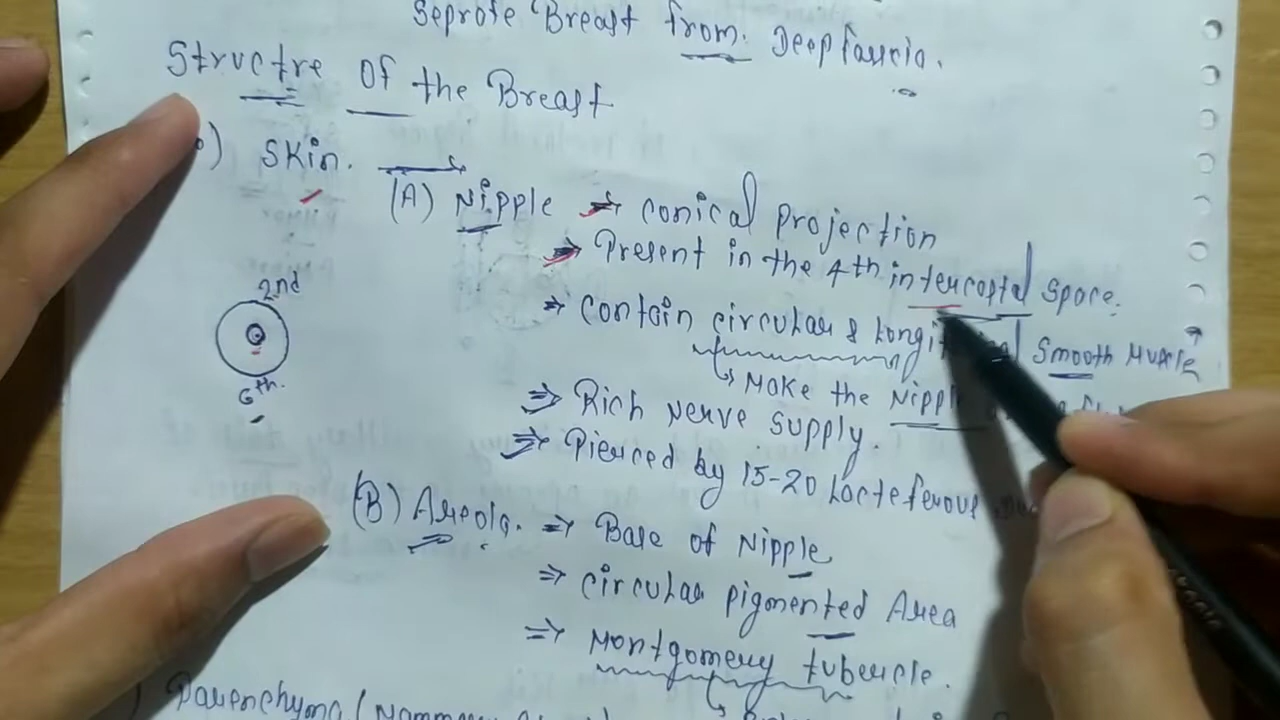 Seprote Breast from Deep fascia.
Structre of the Breast
) Skin. →
(A) Nipple → conical projection
→ Present in the 4th intercostal space.
2nd
⇒ contain circular & Longi Smooth Muscle
↳ Make the Nipple
6th.
⇒ Rich nerve supply.
⇒ Pierced by 15-20 Lacteferous
(B) Areola. ⇒ Base of Nipple
⇒ circular pigmented Area
⇒ Montgomery tubercle.
) Parenchyma (